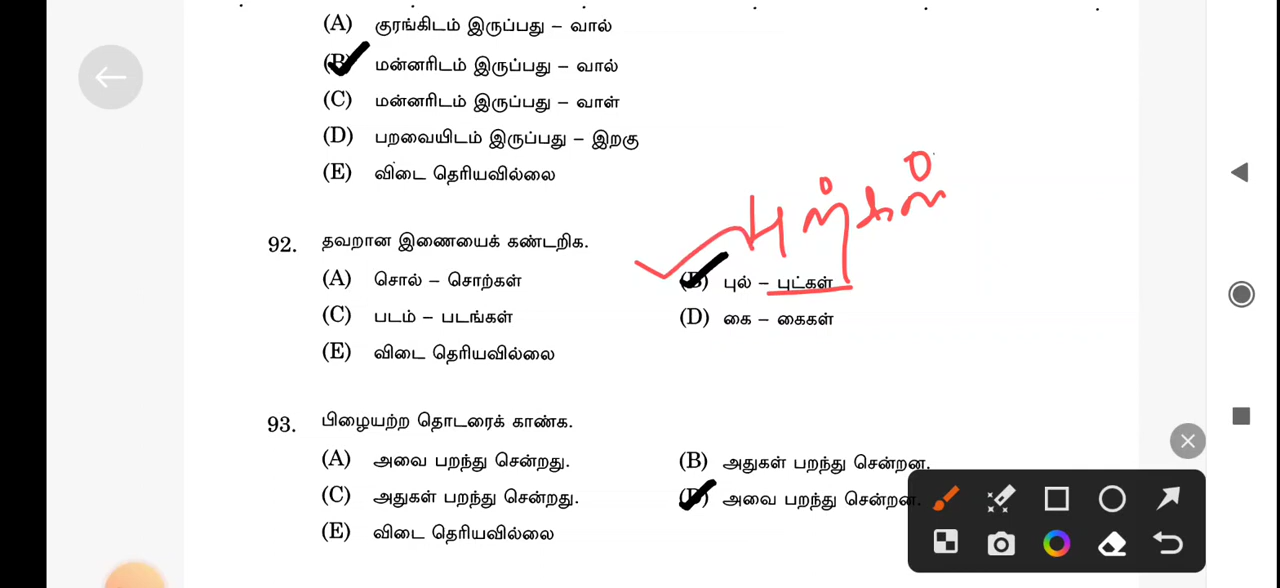 (A) குரங்கிடம் இருப்பது – வால்
(B) மன்னரிடம் இருப்பது – வால்
(C) மன்னரிடம் இருப்பது – வாள்
(D) பறவையிடம் இருப்பது – இறகு
(E) விடை தெரியவில்லை
புற்கள்
92. தவறான இணையைக் கண்டறிக.
(A) சொல் – சொற்கள் (B) புல் – புட்கள்
(C) படம் – படங்கள் (D) கை – கைகள்
(E) விடை தெரியவில்லை
93. பிழையற்ற தொடரைக் காண்க.
(A) அவை பறந்து சென்றது. (B) அதுகள் பறந்து சென்றன.
(C) அதுகள் பறந்து சென்றது. (D) அவை பறந்து சென்றன.
(E) விடை தெரியவில்லை